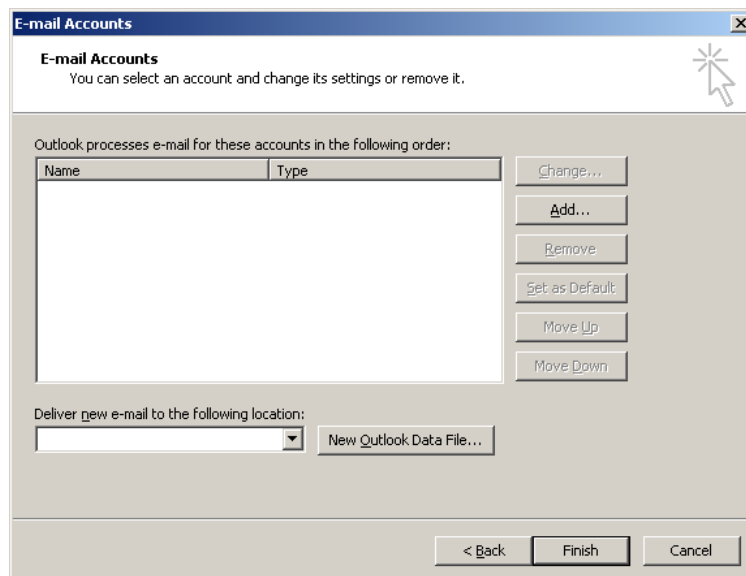 E-mail Accounts
E-mail Accounts
You can select an account and change its settings or remove it.
Outlook processes e-mail for these accounts in the following order:
Name Type
Change...
Add...
Remove
Set as Default
Move Up
Move Down
Deliver new e-mail to the following location:
New Outlook Data File...
< Back Finish Cancel